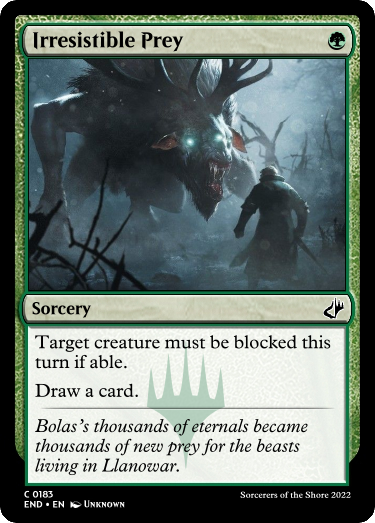 Irresistible Prey
Sorcery
Target creature must be blocked this
turn if able.
Draw a card.
Bolas's thousands of eternals became
thousands of new prey for the beasts
living in Llanowar.
C 0183
END • EN Unknown
Sorcerers of the Shore 2022